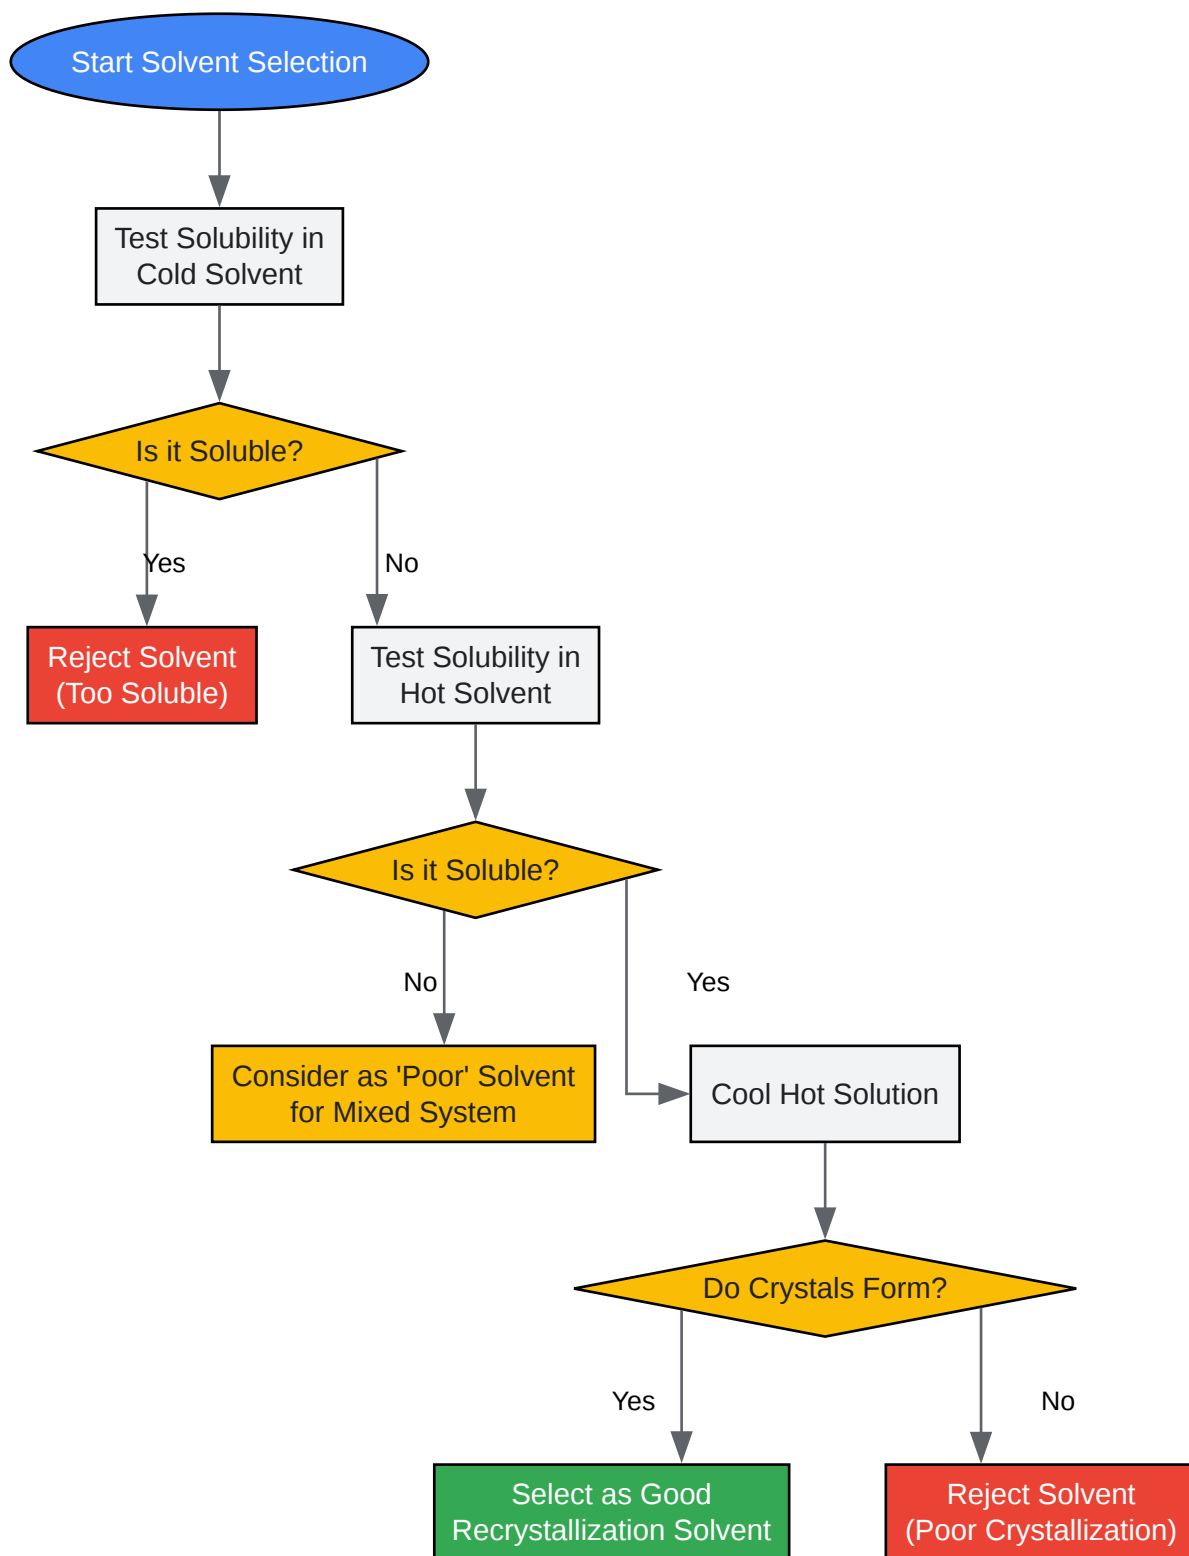 Start Solvent Selection
Test Solubility in
Cold Solvent
Is it Soluble?
Yes
No
Reject Solvent
(Too Soluble)
Test Solubility in
Hot Solvent
Is it Soluble?
No
Yes
Consider as 'Poor' Solvent
for Mixed System
Cool Hot Solution
Do Crystals Form?
Yes
No
Select as Good
Recrystallization Solvent
Reject Solvent
(Poor Crystallization)